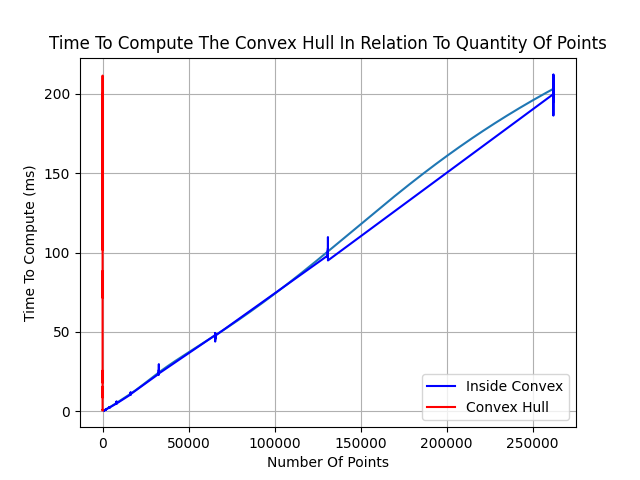 Time To Compute The Convex Hull In Relation To Quantity Of Points
Time To Compute (ms)
200
150
100
50
0
0 50000 100000 150000 200000 250000
Number Of Points
Inside Convex
Convex Hull